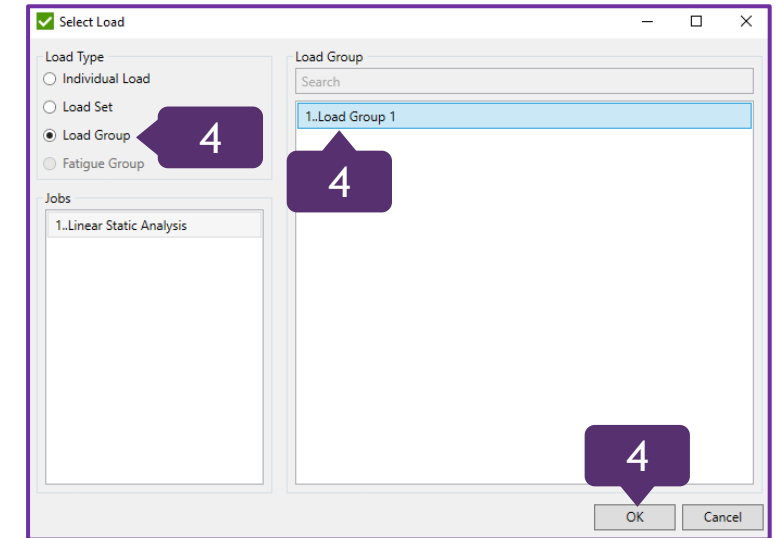 Select Load
Load Type
Individual Load
Load Set
Load Group
4
Fatigue Group
Jobs
1..Linear Static Analysis
Load Group
Search
1..Load Group 1
4
4
OK
Cancel